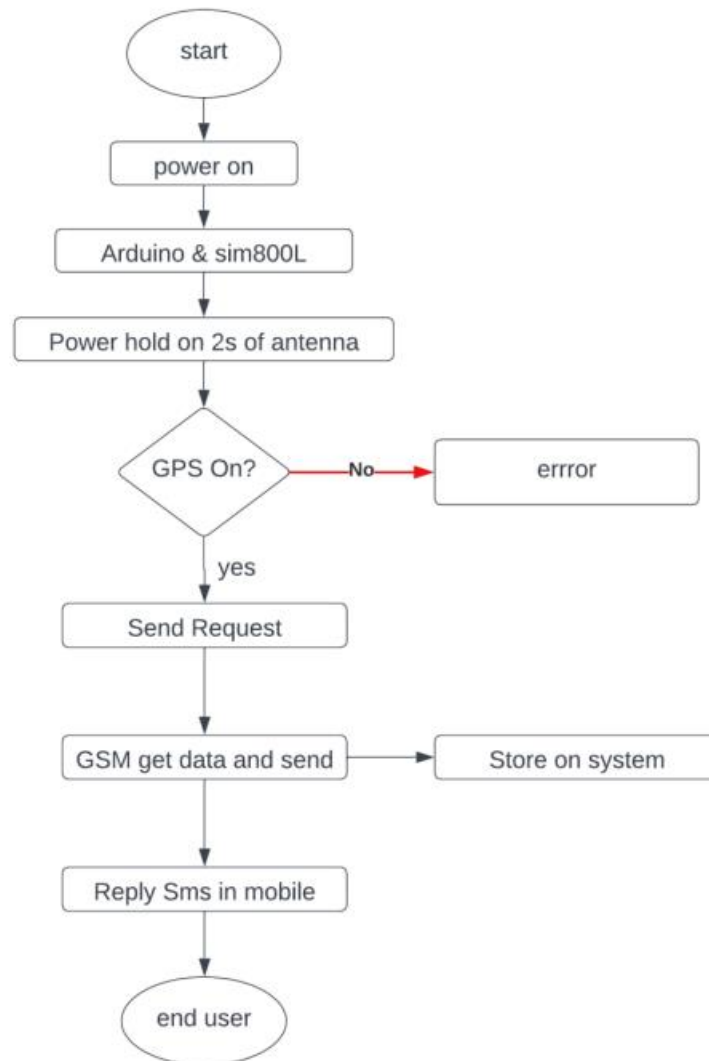 start
power on
Arduino & sim800L
Power hold on 2s of antenna
GPS On?
No
errror
yes
Send Request
GSM get data and send
Store on system
Reply Sms in mobile
end user